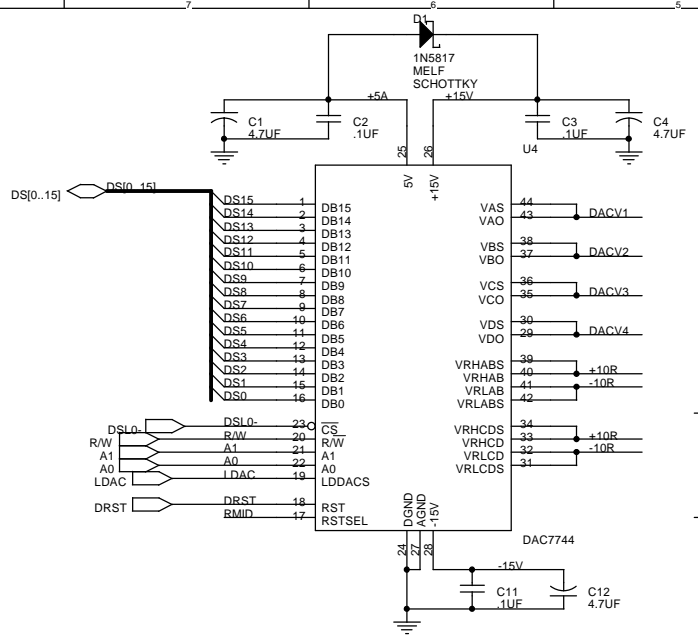 7
6
5
D1
1N5817
MELF
SCHOTTKY
+5A
+15V
C1
4.7UF
C2
.1UF
C3
.1UF
C4
4.7UF
25
26
U4
5V
+15V
DS[0..15]
DS[0..15]
DS15 1 DB15
DS14 2 DB14
DS13 3 DB13
DS12 4 DB12
DS11 5 DB11
DS10 6 DB10
DS9 7 DB9
DS8 8 DB8
DS7 9 DB7
DS6 10 DB6
DS5 11 DB5
DS4 12 DB4
DS3 13 DB3
DS2 14 DB2
DS1 15 DB1
DS0 16 DB0
DSL0- DSL0- 23 CS
R/W R/W 20 R/W
A1 A1 21 A1
A0 A0 22 A0
LDAC LDAC 19 LDDACS
DRST DRST 18 RST
RMID 17 RSTSEL
VAS 44
VAO 43 DACV1
VBS 38
VBO 37 DACV2
VCS 36
VCO 35 DACV3
VDS 30
VDO 29 DACV4
VRHABS 39
VRHAB 40 +10R
VRLAB 41 -10R
VRLABS 42
VRHCDS 34
VRHCD 33 +10R
VRLCD 32 -10R
VRLCDS 31
DGND
AGND
-15V
24
27
28
DAC7744
-15V
C11
.1UF
C12
4.7UF